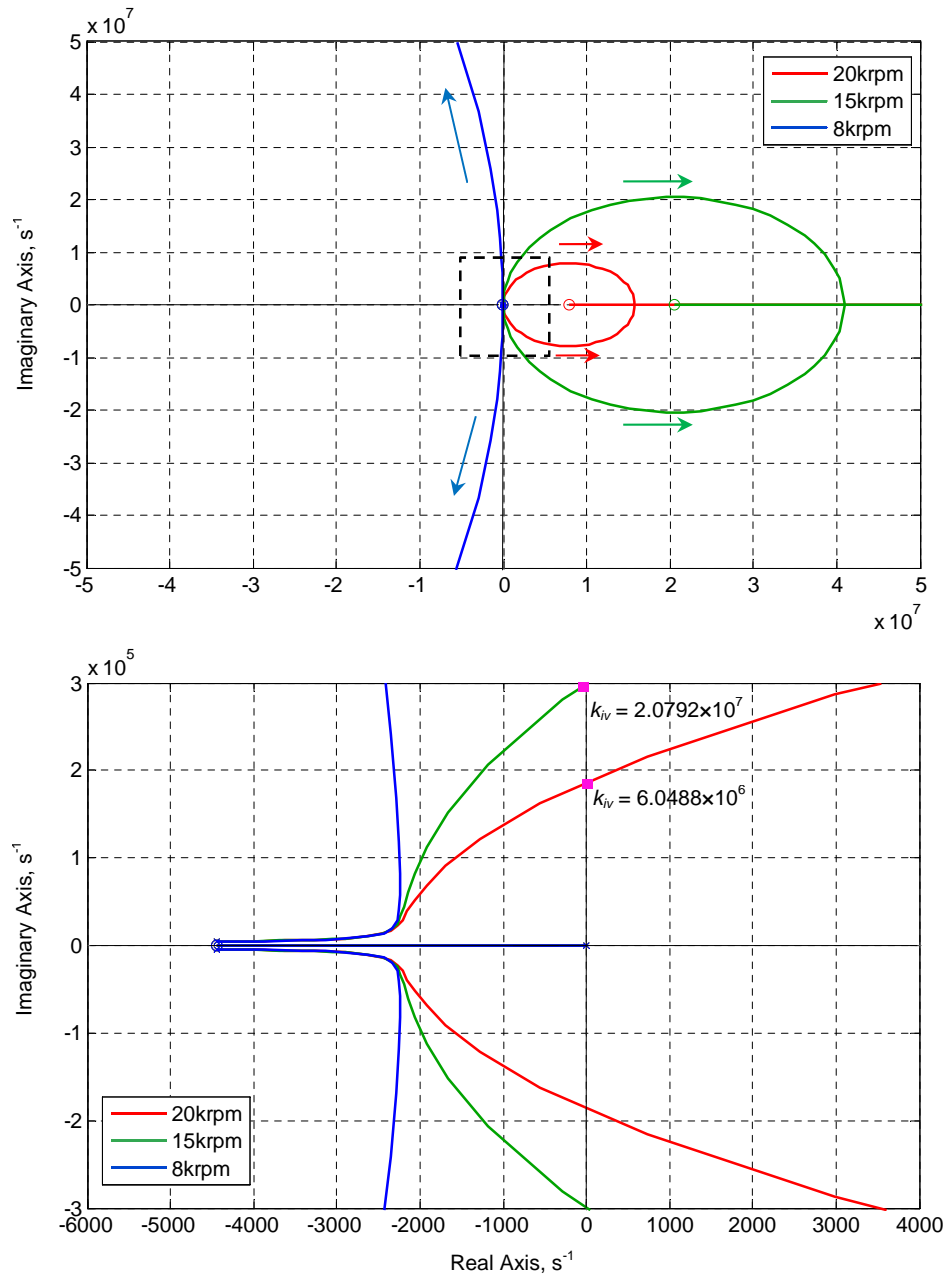 x 10^7
5
4
3
2
1
0
-1
-2
-3
-4
-5
Imaginary Axis, s^-1
20krpm
15krpm
8krpm
-5 -4 -3 -2 -1 0 1 2 3 4 5
x 10^7
x 10^5
3
2
1
0
-1
-2
-3
Imaginary Axis, s^-1
k_iv = 2.0792×10^7
k_iv = 6.0488×10^6
20krpm
15krpm
8krpm
-6000 -5000 -4000 -3000 -2000 -1000 0 1000 2000 3000 4000
Real Axis, s^-1